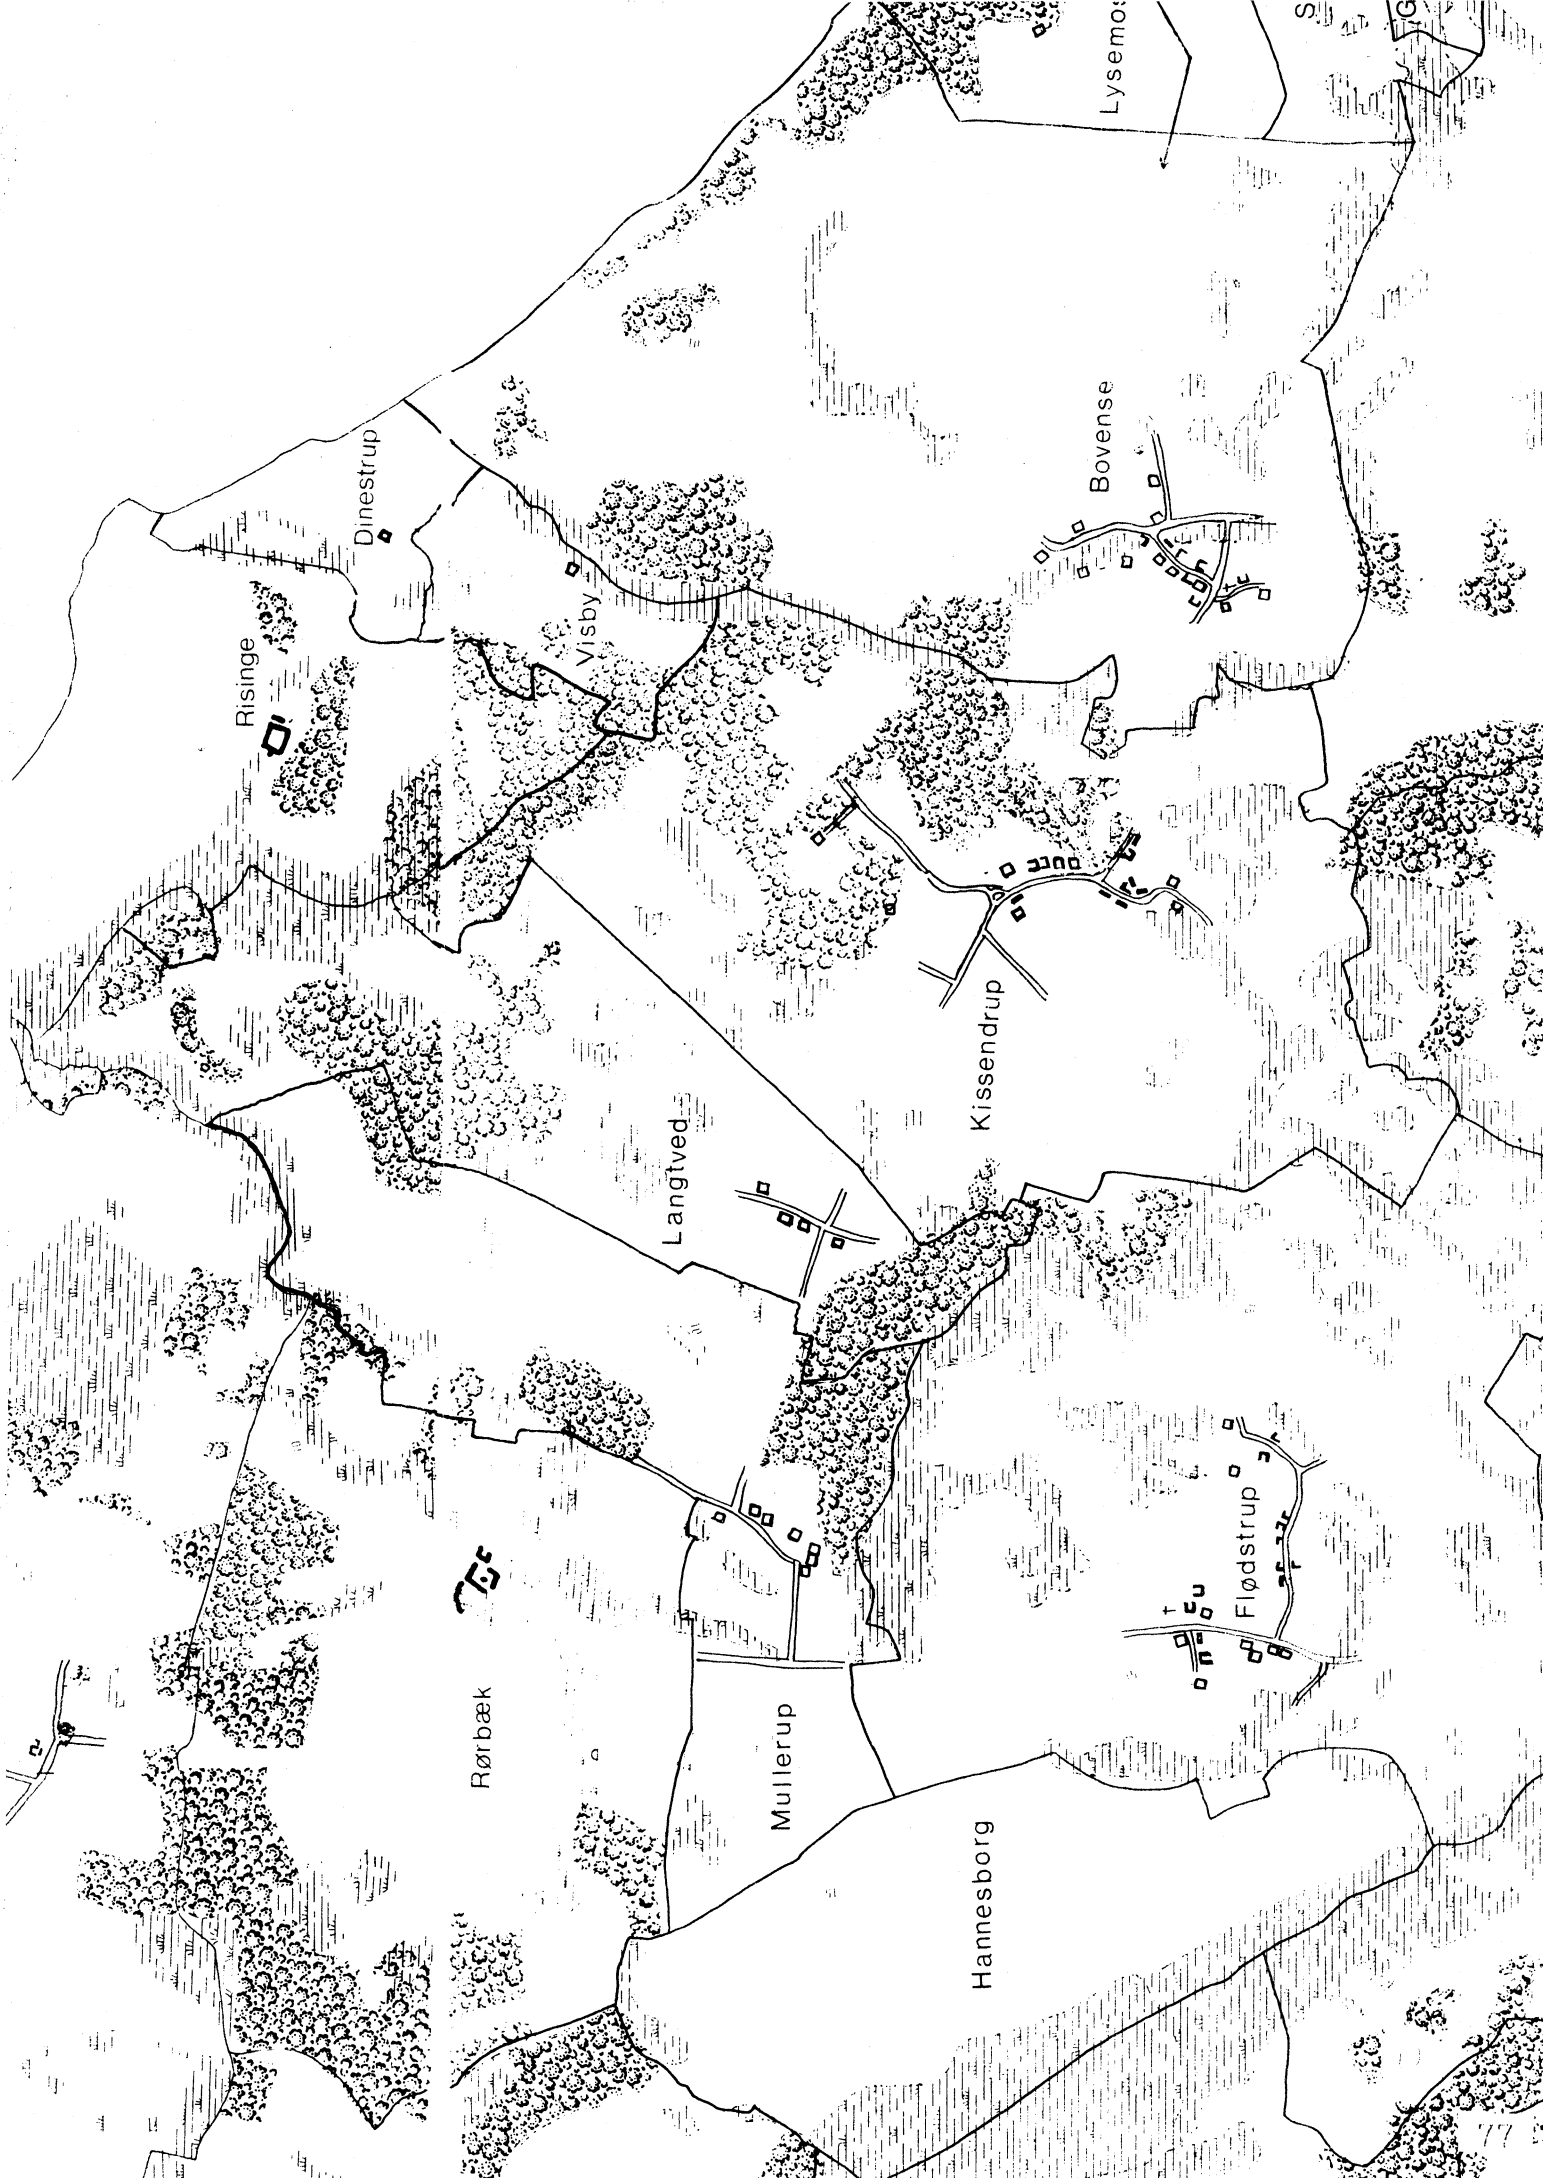 Risinge
Dinestrup
Visby
Lysemos
Bovense
Kissendrup
Langtved
Rørbæk
Mullerup
Flødstrup
Hannesborg
S
G
77